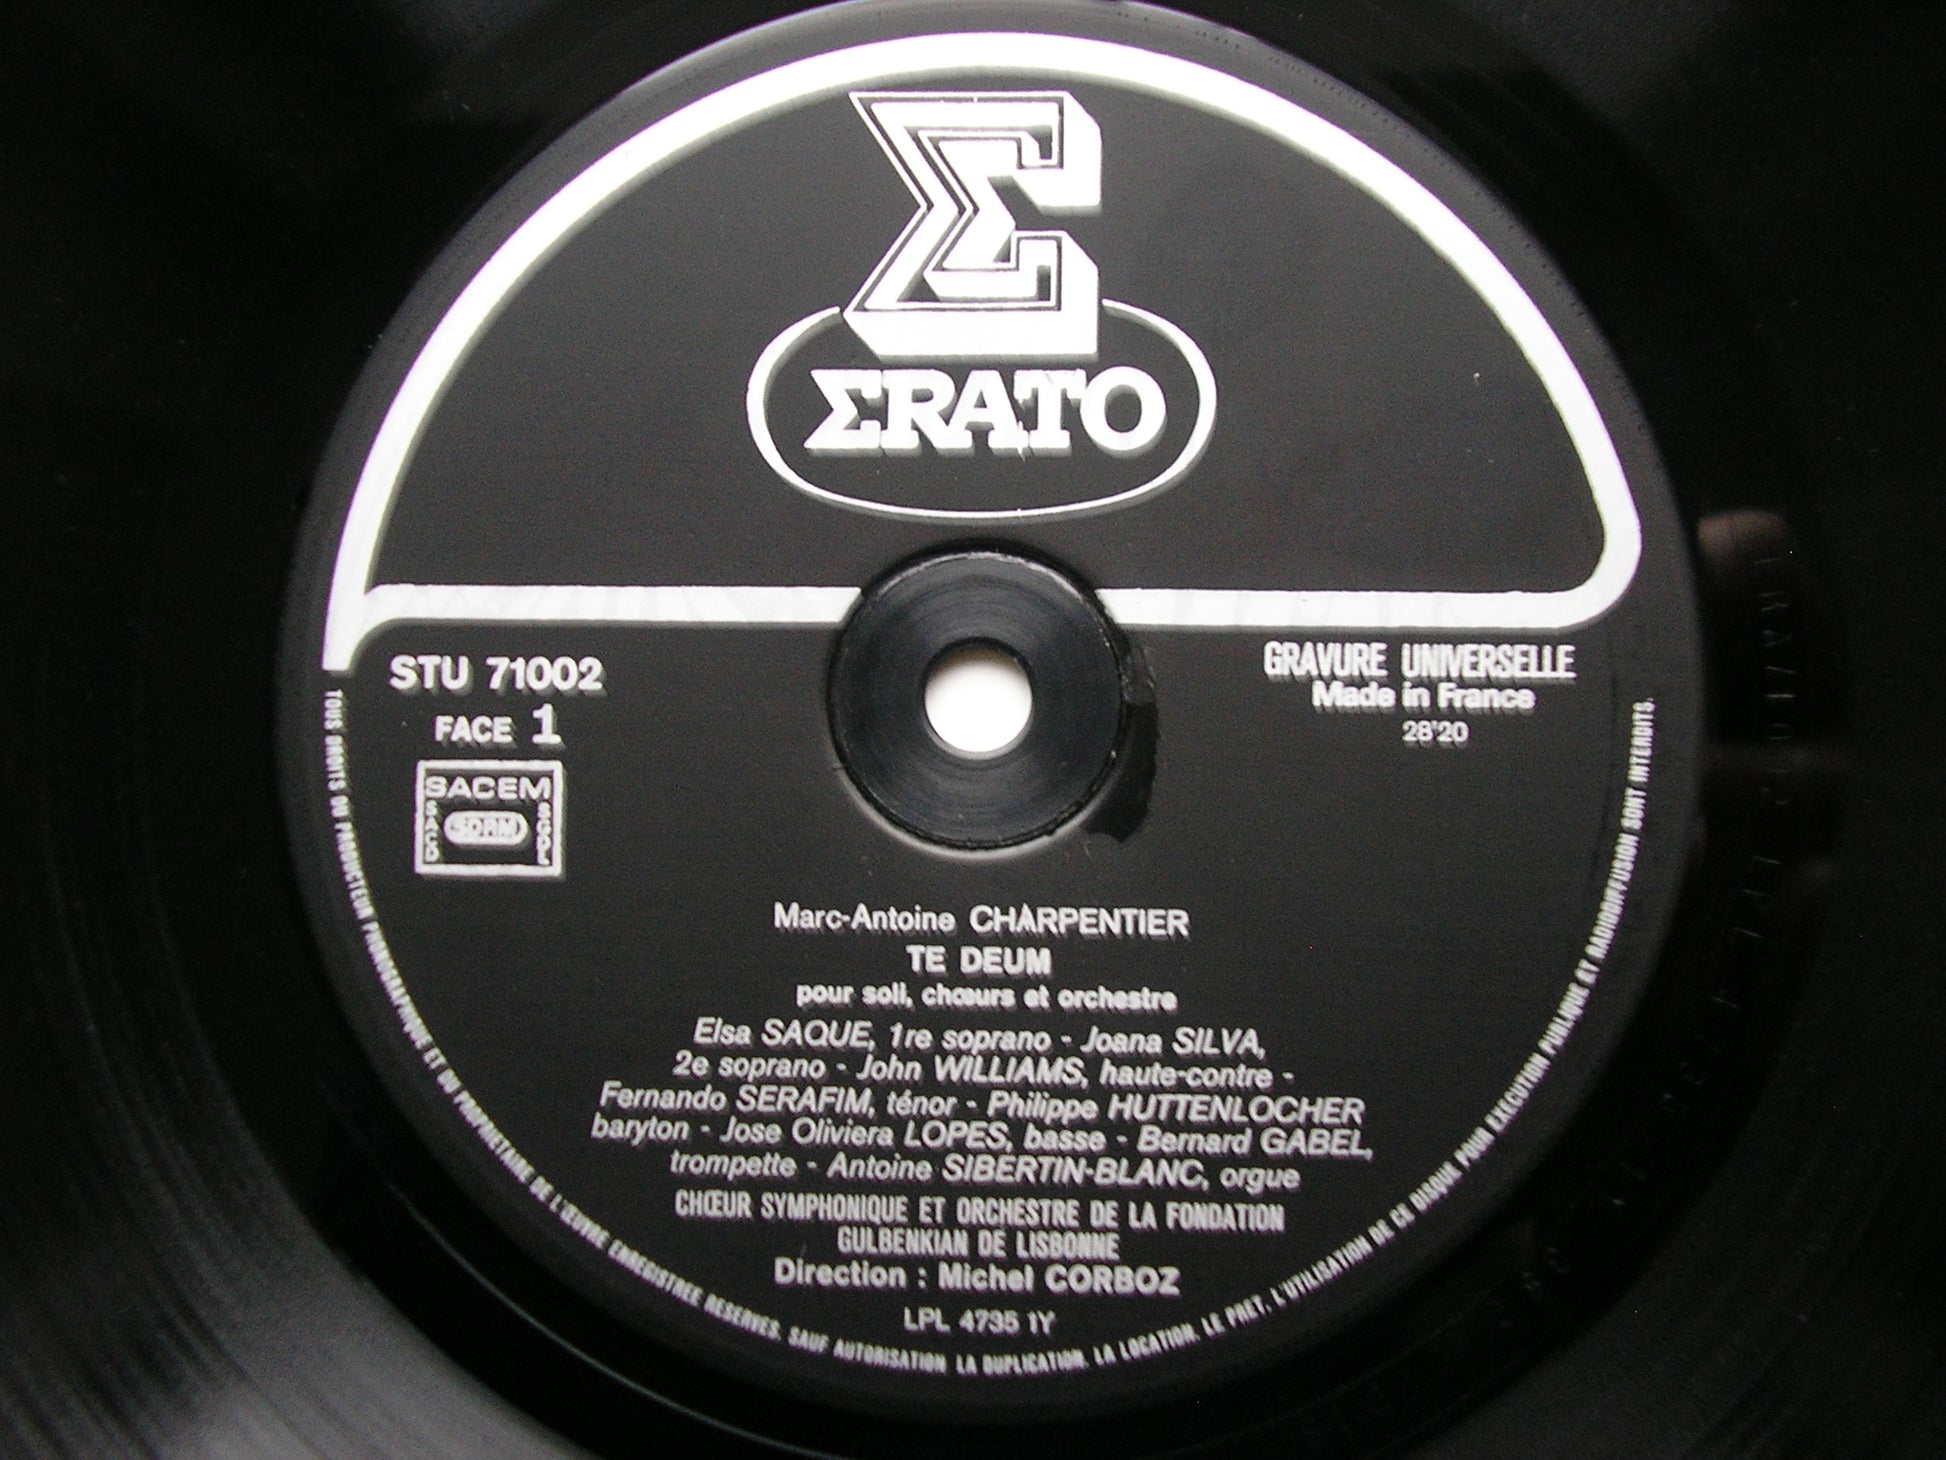 Σ
ΣRATO
STU 71002
FACE 1
SACEM
SACD
SDRM
SGDL
GRAVURE UNIVERSELLE
Made in France
28'20
Marc-Antoine CHARPENTIER
TE DEUM
pour soli, chœurs et orchestre
Elsa SAQUE, 1re soprano - Joana SILVA,
2e soprano - John WILLIAMS, haute-contre -
Fernando SERAFIM, ténor - Philippe HUTTENLOCHER
baryton - Jose Oliviera LOPES, basse - Bernard GABEL,
trompette - Antoine SIBERTIN-BLANC, orgue
CHŒUR SYMPHONIQUE ET ORCHESTRE DE LA FONDATION
GULBENKIAN DE LISBONNE
Direction : Michel CORBOZ
LPL 4735 1Y
TOUS DROITS DU PRODUCTEUR PHONOGRAPHIQUE ET DU PROPRIETAIRE DE L'ŒUVRE ENREGISTREE RESERVES. SAUF AUTORISATION LA DUPLICATION. LA LOCATION. LE PRET. L'UTILISATION DE CE DISQUE POUR EXECUTION PUBLIQUE ET RADIODIFFUSION SONT INTERDITS.